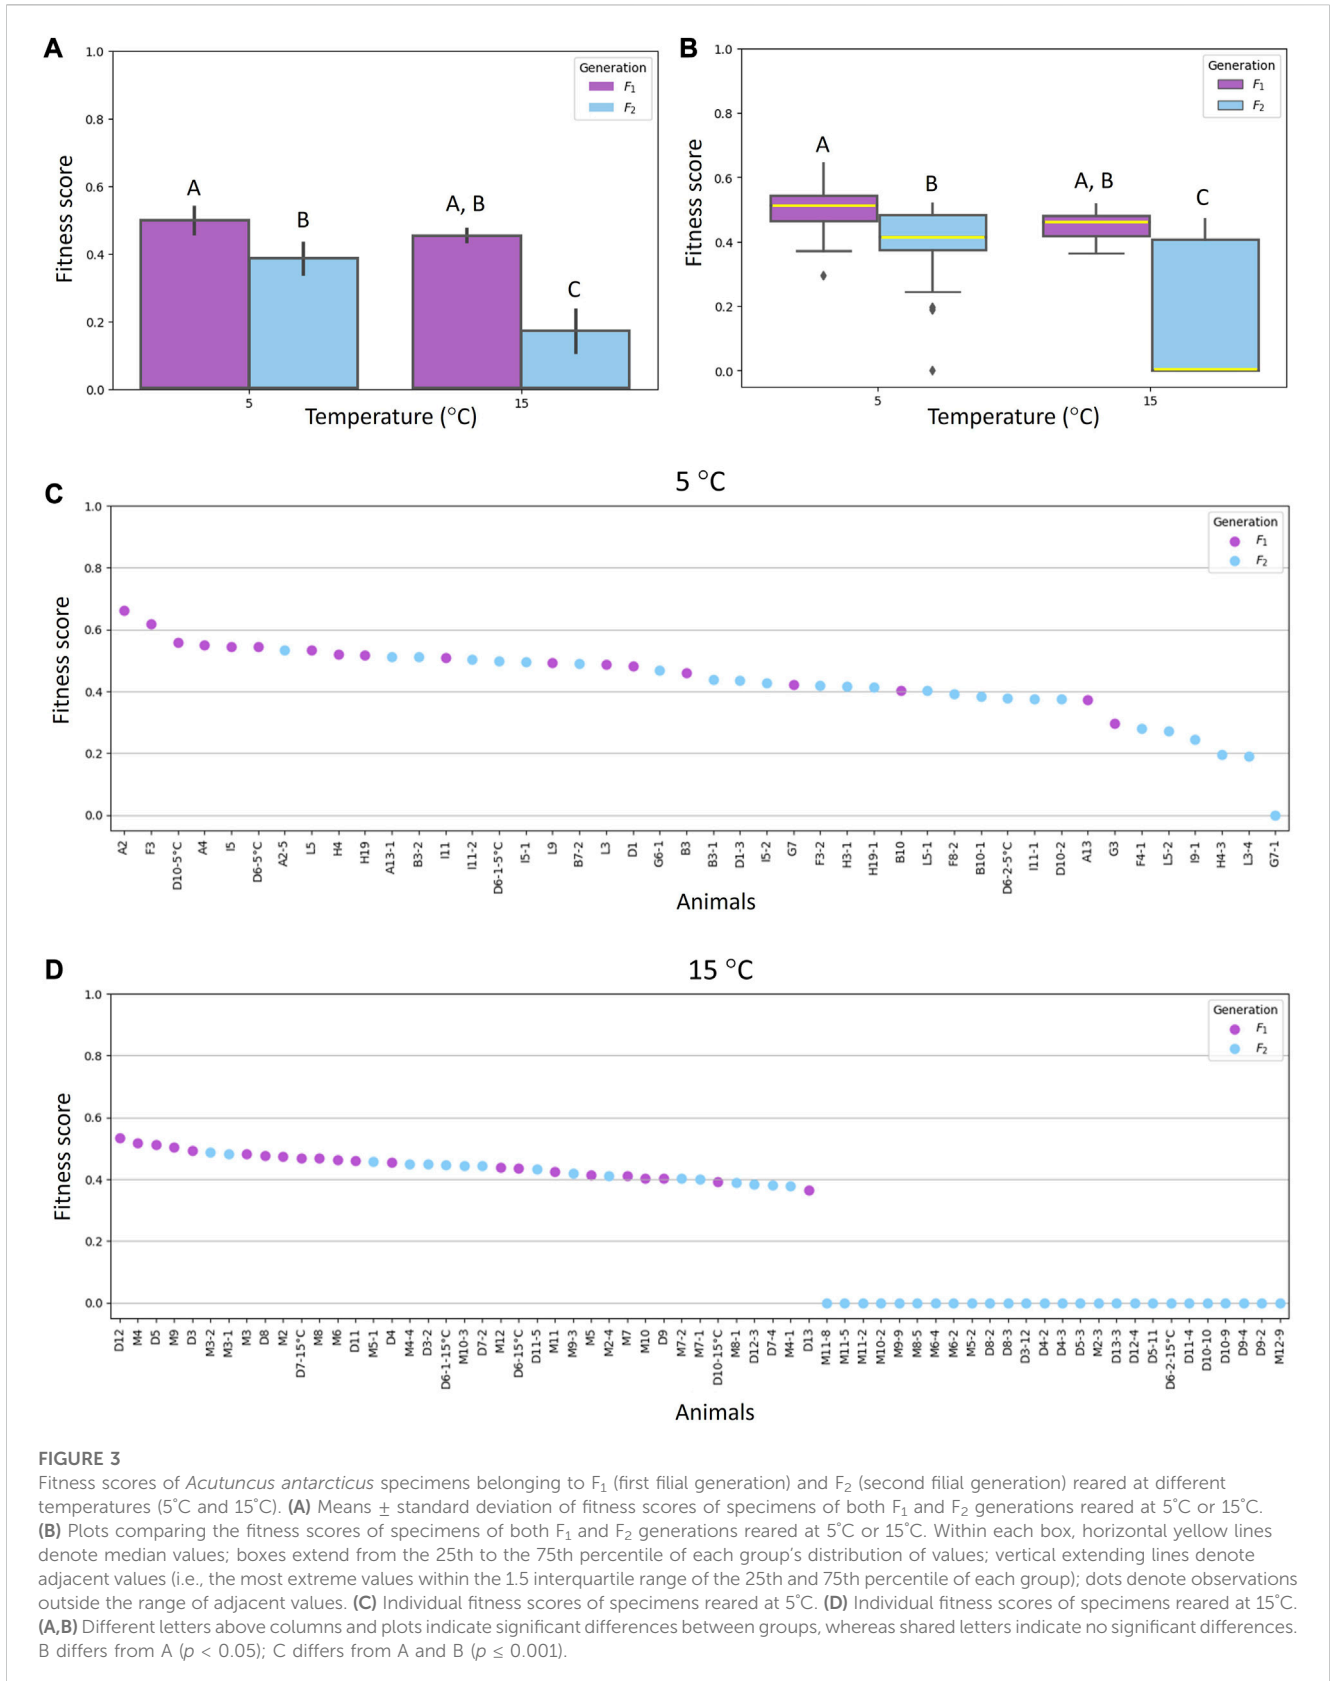 A
1.0
0.8
0.6
0.4
0.2
0.0
Fitness score
Generation
F1
F2
A
B
A, B
C
5
15
Temperature (°C)
B
1.0
0.8
0.6
0.4
0.2
0.0
Fitness score
Generation
F1
F2
A
B
A, B
C
5
15
Temperature (°C)
C
5 °C
1.0
0.8
0.6
0.4
0.2
0.0
Fitness score
Generation
F1
F2
A2
F3
D10-5°C
A4
I5
D6-5°C
A2-5
L5
H4
H19
A13-1
B3-2
I11
I11-2
D6-1-5°C
I5-1
L9
B7-2
L3
D1
G6-1
B3
B3-1
D1-3
I5-2
G7
F3-2
H3-1
H19-1
B10
L5-1
F8-2
B10-1
D6-2-5°C
I11-1
D10-2
A13
G3
F4-1
L5-2
I9-1
H4-3
L3-4
G7-1
Animals
D
15 °C
1.0
0.8
0.6
0.4
0.2
0.0
Fitness score
Generation
F1
F2
D12
M4
D5
M9
D3
M3-2
M3-1
M3
D8
M2
D7-15°C
M8
M6
D11
M5-1
D4
M4-4
D3-2
D6-1-15°C
M10-3
D7-2
M12
D6-15°C
D11-5
M11
M9-3
M5
M2-4
M7
M10
D9
M7-2
M7-1
D10-15°C
M8-1
D12-3
D7-4
M4-1
D13
M11-8
M11-5
M11-2
M10-2
M9-9
M8-5
M6-4
M6-2
M5-2
D8-2
D8-3
D3-12
D4-2
D4-3
M2-3
D13-3
D12-4
D5-11
D6-2-15°C
D11-4
D10-10
D10-9
D9-4
D9-2
M12-9
Animals
FIGURE 3
Fitness scores of Acutuncus antarcticus specimens belonging to F1 (first filial generation) and F2 (second filial generation) reared at different
temperatures (5°C and 15°C). (A) Means ± standard deviation of fitness scores of specimens of both F1 and F2 generations reared at 5°C or 15°C.
(B) Plots comparing the fitness scores of specimens of both F1 and F2 generations reared at 5°C or 15°C. Within each box, horizontal yellow lines
denote median values; boxes extend from the 25th to the 75th percentile of each group's distribution of values; vertical extending lines denote
adjacent values (i.e., the most extreme values within the 1.5 interquartile range of the 25th and 75th percentile of each group); dots denote observations
outside the range of adjacent values. (C) Individual fitness scores of specimens reared at 5°C. (D) Individual fitness scores of specimens reared at 15°C.
(A,B) Different letters above columns and plots indicate significant differences between groups, whereas shared letters indicate no significant differences.
B differs from A (p < 0.05); C differs from A and B (p ≤ 0.001).